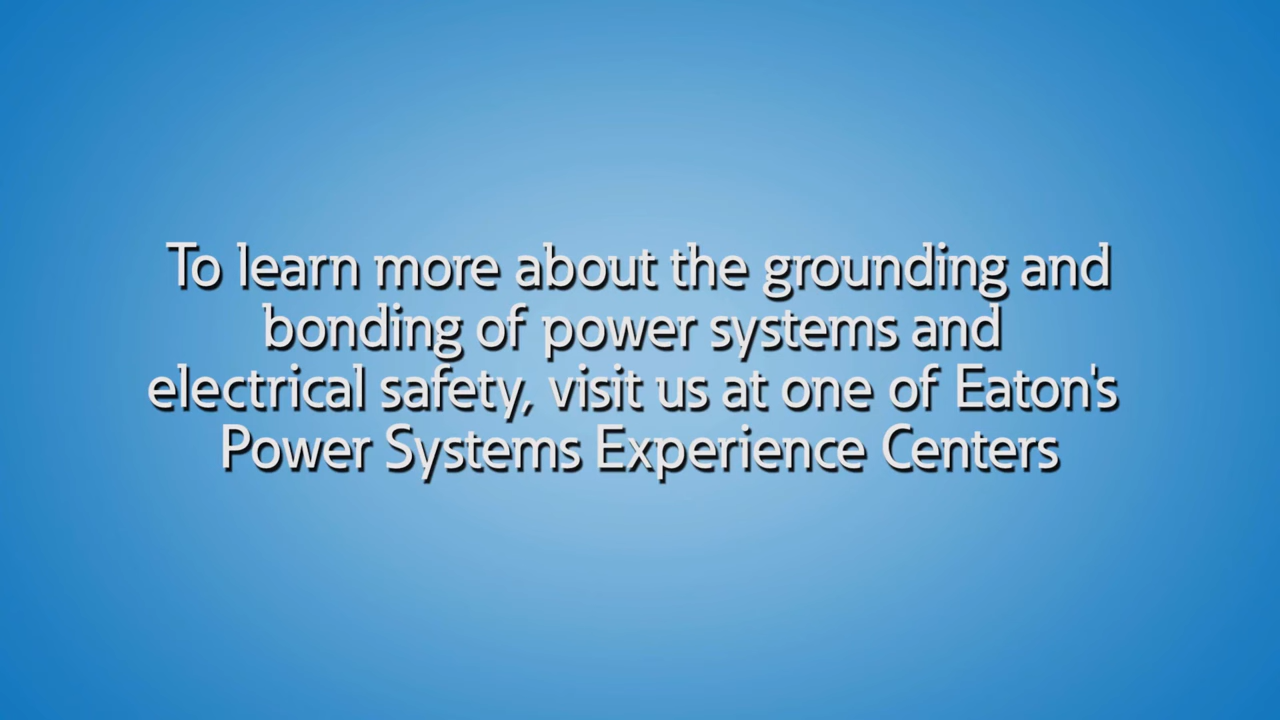 To learn more about the grounding and
bonding of power systems and
electrical safety, visit us at one of Eaton's
Power Systems Experience Centers